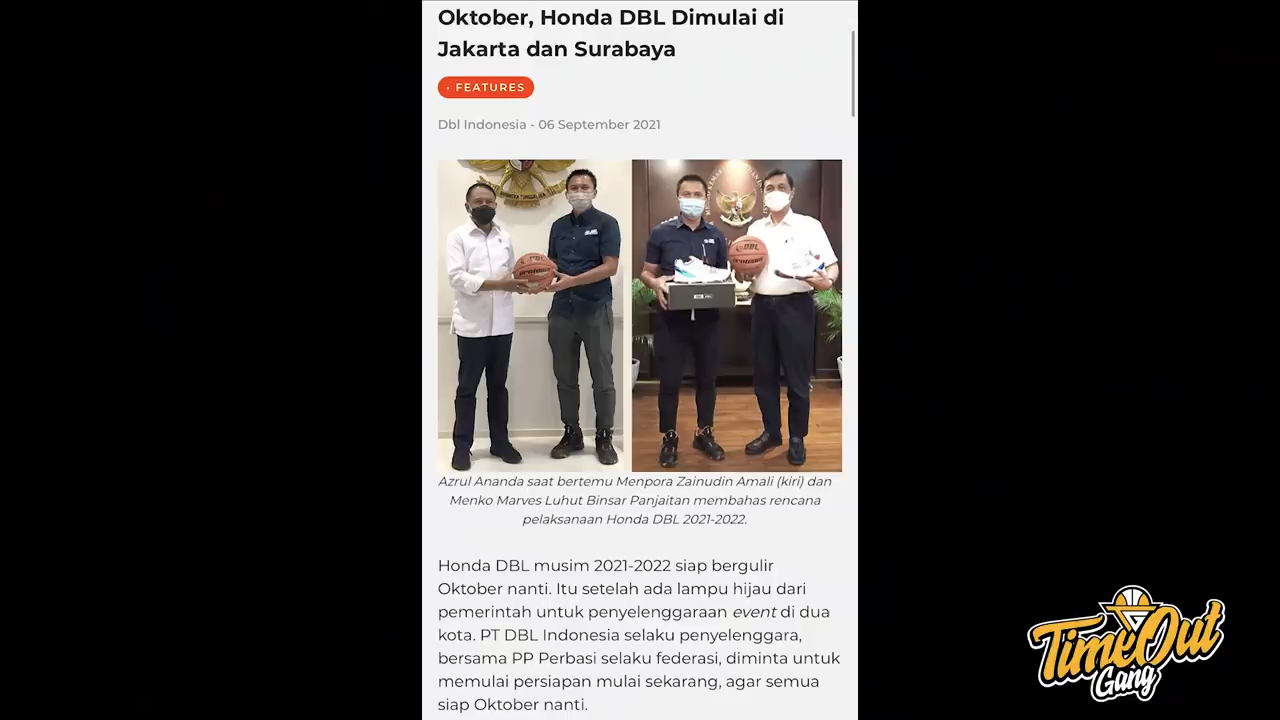 Oktober, Honda DBL Dimulai di
Jakarta dan Surabaya
• FEATURES
Dbl Indonesia - 06 September 2021
DBL
Azrul Ananda saat bertemu Menpora Zainudin Amali (kiri) dan
Menko Marves Luhut Binsar Panjaitan membahas rencana
pelaksanaan Honda DBL 2021-2022.
Honda DBL musim 2021-2022 siap bergulir
Oktober nanti. Itu setelah ada lampu hijau dari
pemerintah untuk penyelenggaraan event di dua
kota. PT DBL Indonesia selaku penyelenggara,
bersama PP Perbasi selaku federasi, diminta untuk
memulai persiapan mulai sekarang, agar semua
siap Oktober nanti.
TimeOut
Gang